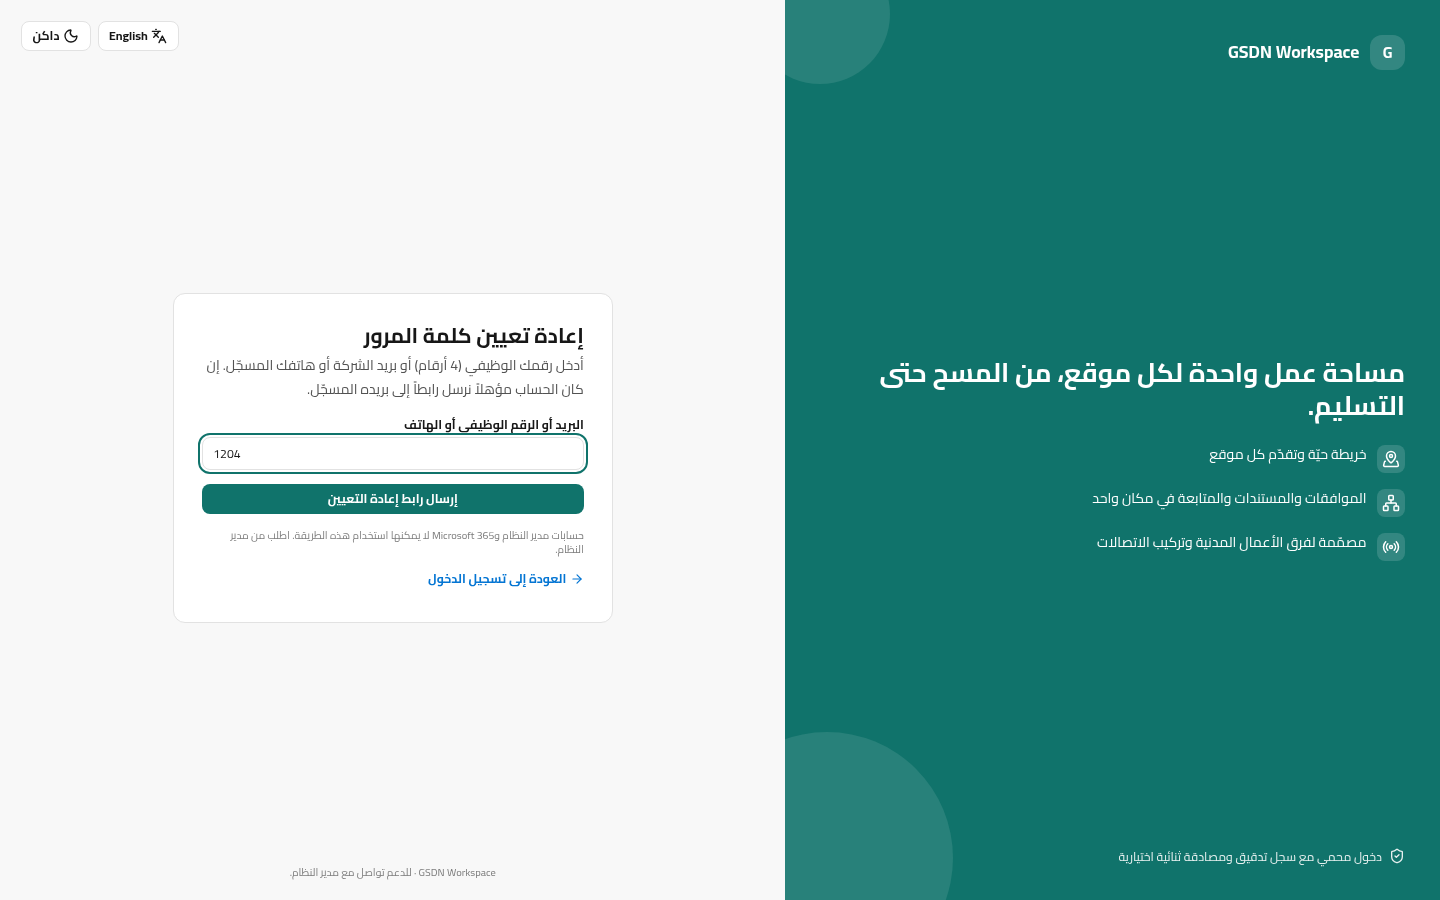 G
GSDN Workspace
مساحة عمل واحدة لكل موقع، من المسح حتى
التسليم.
خريطة حيّة وتقدّم كل موقع
الموافقات والمستندات والمتابعة في مكان واحد
مصمّمة لفرق الأعمال المدنية وتركيب الاتصالات
دخول محمي مع سجل تدقيق ومصادقة ثنائية اختيارية
English
داكن
إعادة تعيين كلمة المرور
أدخل رقمك الوظيفي (4 أرقام) أو بريد الشركة أو هاتفك المسجّل. إن
كان الحساب مؤهلاً نرسل رابطاً إلى بريده المسجّل.
البريد أو الرقم الوظيفي أو الهاتف
1204
إرسال رابط إعادة التعيين
حسابات مدير النظام وMicrosoft 365 لا يمكنها استخدام هذه الطريقة. اطلب من مدير
النظام.
العودة إلى تسجيل الدخول
GSDN Workspace · للدعم تواصل مع مدير النظام.